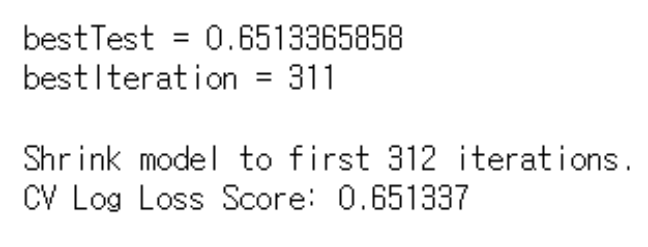 bestTest = 0.6513365858
bestIteration = 311
Shrink model to first 312 iterations.
CV Log Loss Score: 0.651337